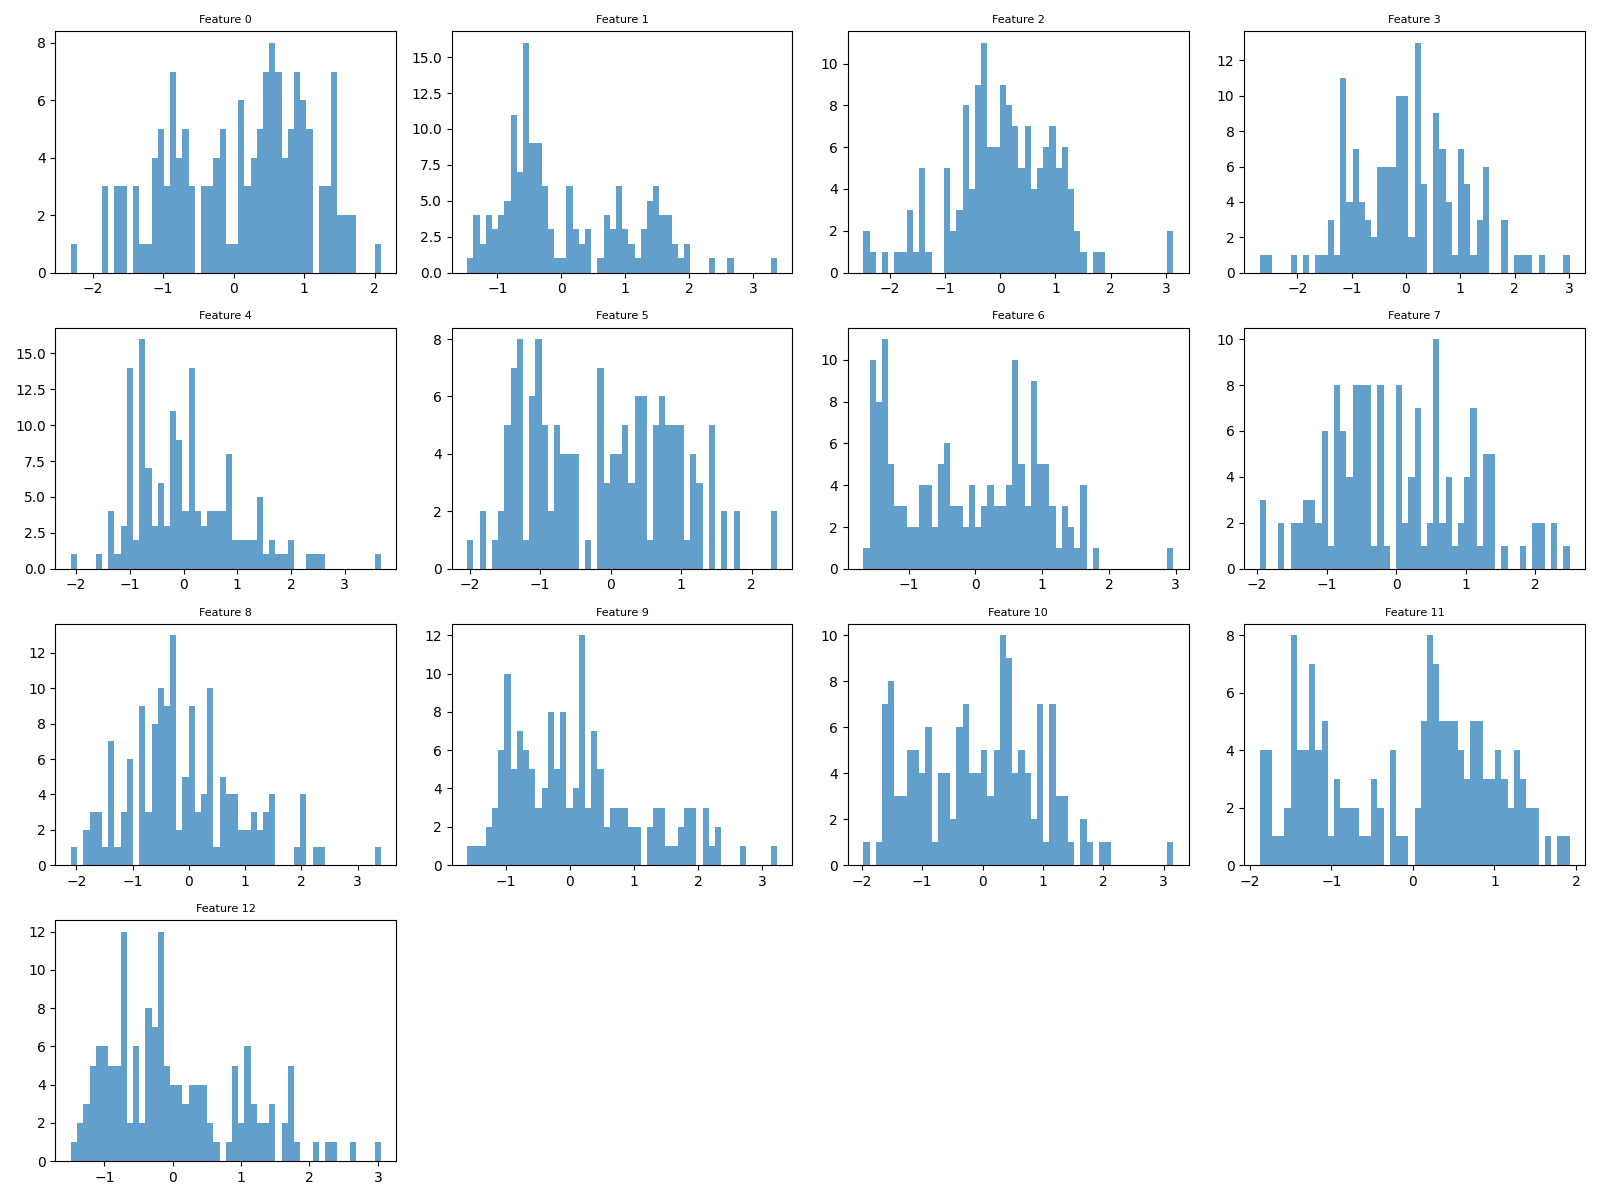 Feature 0 Feature 1 Feature 2 Feature 3
8 15.0 10 12
6 12.5 8 10
4 10.0 6 8
2 7.5 4 6
0 5.0 2 4
2.5 0 2
0.0 0
−2 −1 0 1 2 −1 0 1 2 3 −2 −1 0 1 2 3 −2 −1 0 1 2 3
Feature 4 Feature 5 Feature 6 Feature 7
15.0 8 10 10
12.5 6 8 8
10.0 4 6 6
7.5 2 4 4
5.0 0 2 2
2.5 0 0
0.0
−2 −1 0 1 2 3 −2 −1 0 1 2 −1 0 1 2 3 −2 −1 0 1 2
Feature 8 Feature 9 Feature 10 Feature 11
12 12 10 8
10 10 8 6
8 8 6 4
6 6 4 2
4 4 2 0
2 2 0
0 0
−2 −1 0 1 2 3 −1 0 1 2 3 −2 −1 0 1 2 3 −2 −1 0 1 2
Feature 12
12
10
8
6
4
2
0
−1 0 1 2 3